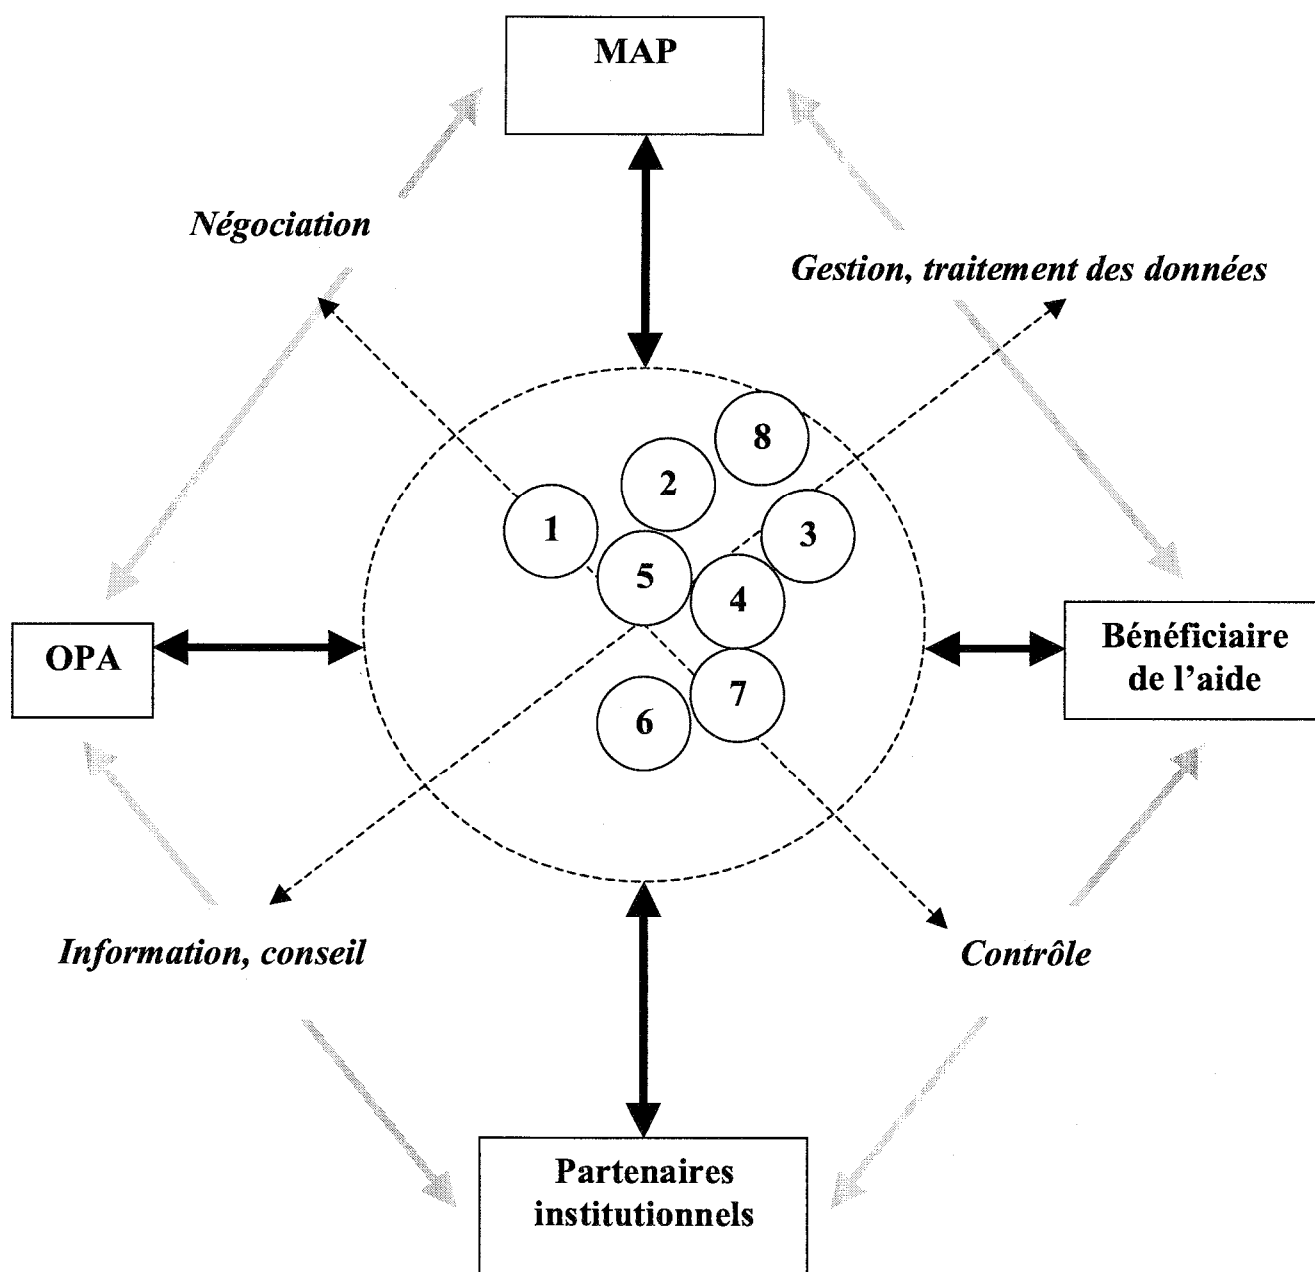 MAP
Négociation
Gestion, traitement des données
8
2
1
3
5
4
OPA
Bénéficiaire
de l'aide
7
6
Information, conseil
Contrôle
Partenaires
institutionnels